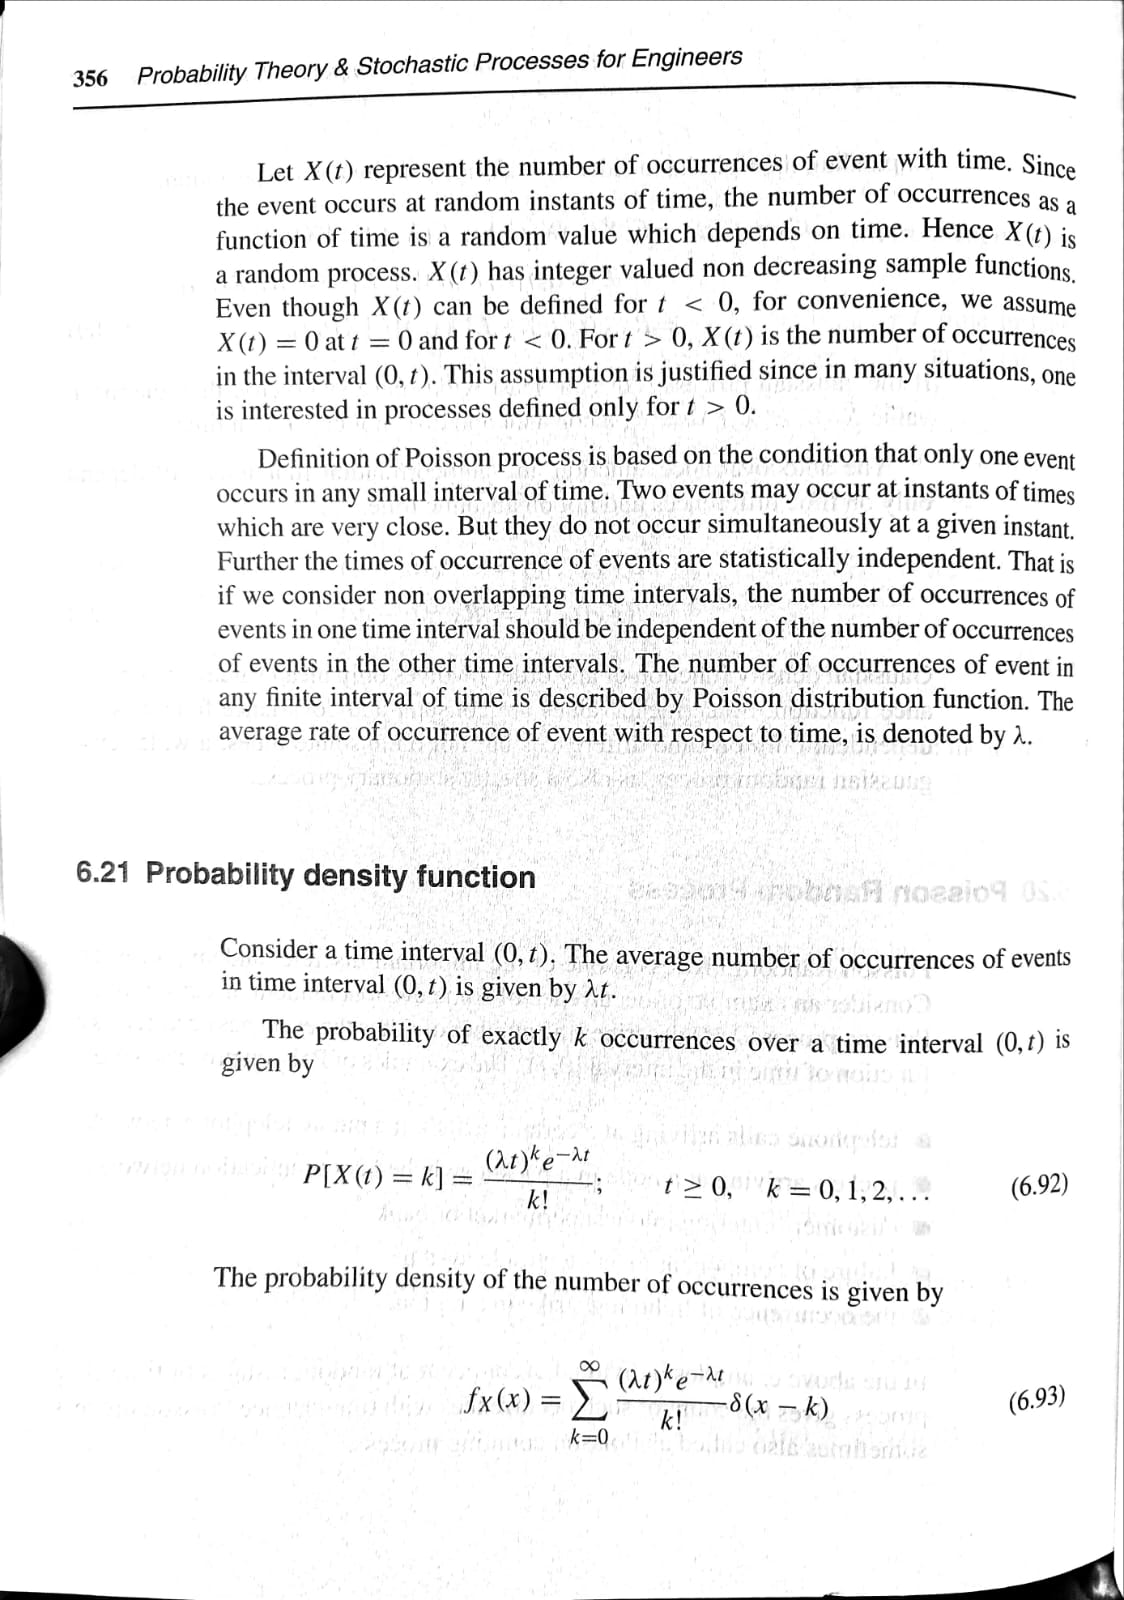 356 Probability Theory & Stochastic Processes for Engineers
Let X(t) represent the number of occurrences of event with time. Since
the event occurs at random instants of time, the number of occurrences as a
function of time is a random value which depends on time. Hence X(t) is
a random process. X(t) has integer valued non decreasing sample functions.
Even though X(t) can be defined for t < 0, for convenience, we assume
X(t) = 0 at t = 0 and for t < 0. For t > 0, X(t) is the number of occurrences
in the interval (0, t). This assumption is justified since in many situations, one
is interested in processes defined only for t > 0.
Definition of Poisson process is based on the condition that only one event
occurs in any small interval of time. Two events may occur at instants of times
which are very close. But they do not occur simultaneously at a given instant.
Further the times of occurrence of events are statistically independent. That is
if we consider non overlapping time intervals, the number of occurrences of
events in one time interval should be independent of the number of occurrences
of events in the other time intervals. The number of occurrences of event in
any finite interval of time is described by Poisson distribution function. The
average rate of occurrence of event with respect to time, is denoted by λ.
6.21 Probability density function
Consider a time interval (0, t). The average number of occurrences of events
in time interval (0, t) is given by λt.
The probability of exactly k occurrences over a time interval (0, t) is
given by
P[X(t) = k] = (λt)^k e^{−λt} / k!; t ≥ 0, k = 0, 1, 2, . . . (6.92)
The probability density of the number of occurrences is given by
f_X(x) = ∑_{k=0}^{∞} (λt)^k e^{−λt} / k! δ(x − k) (6.93)